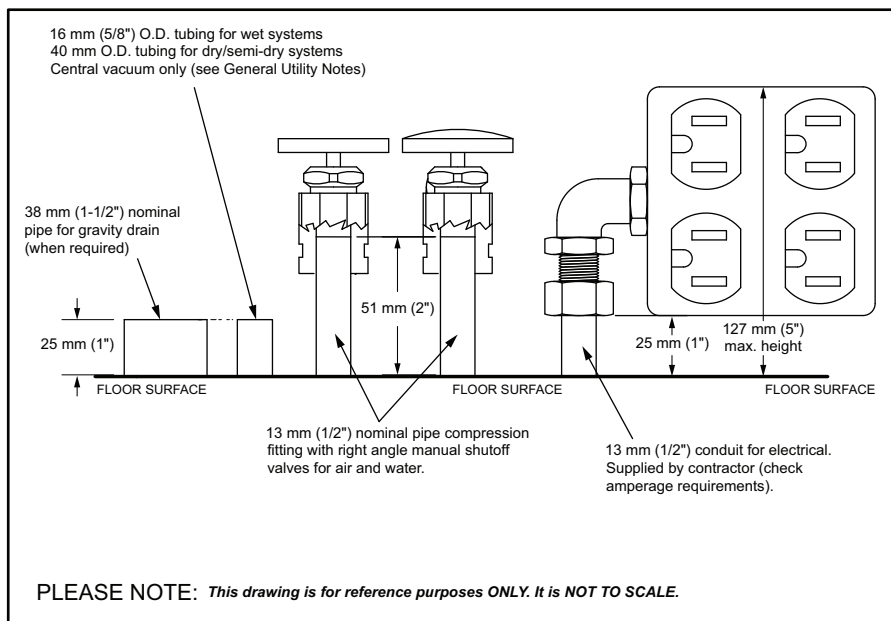 16 mm (5/8") O.D. tubing for wet systems
40 mm O.D. tubing for dry/semi-dry systems
Central vacuum only (see General Utility Notes)
38 mm (1-1/2") nominal
pipe for gravity drain
(when required)
25 mm (1")
51 mm (2")
25 mm (1")
127 mm (5")
max. height
FLOOR SURFACE
FLOOR SURFACE
FLOOR SURFACE
13 mm (1/2") nominal pipe compression
fitting with right angle manual shutoff
valves for air and water.
13 mm (1/2") conduit for electrical.
Supplied by contractor (check
amperage requirements).
PLEASE NOTE: This drawing is for reference purposes ONLY. It is NOT TO SCALE.